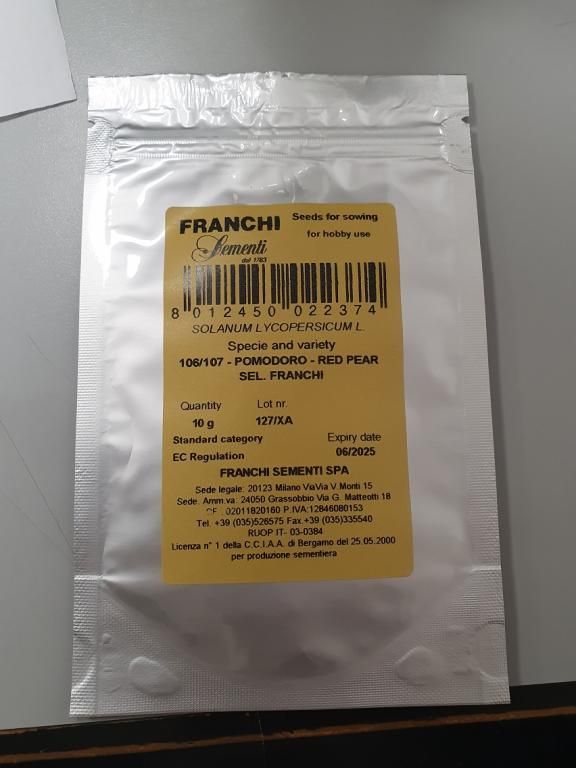 FRANCHI Seeds for sowing
Sementi for hobby use
dal 1783
8 012450 022374
SOLANUM LYCOPERSICUM L.
Specie and variety
106/107 - POMODORO - RED PEAR
SEL. FRANCHI
Quantity Lot nr.
10 g 127/XA
Standard category Expiry date
EC Regulation 06/2025
FRANCHI SEMENTI SPA
Sede legale: 20123 Milano ViaVia V.Monti 15
Sede. Amm.va: 24050 Grassobbio Via G. Matteotti 18
CF.: 02011820160 P.IVA:12846080153
Tel. +39 (035)526575 Fax.+39 (035)335540
RUOP IT- 03-0384
Licenza n° 1 della C.C.I.A.A. di Bergamo del 25.05.2000
per produzione sementiera